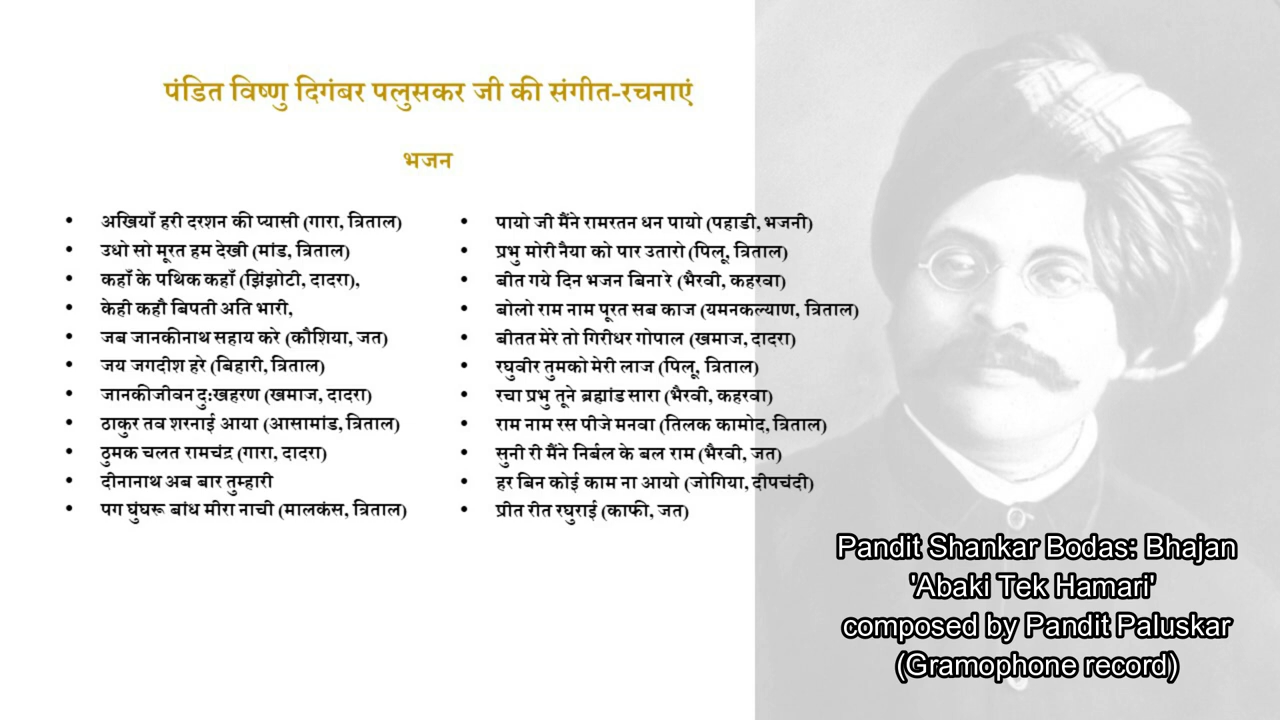 पंडित विष्णु दिगंबर पलुसकर जी की संगीत-रचनाएं
भजन
• अखियाँ हरी दरशन की प्यासी (गारा, त्रिताल)
• उधो सो मूरत हम देखी (मांड, त्रिताल)
• कहाँ के पथिक कहाँ (झिंझोटी, दादरा),
• केही कहौ बिपती अति भारी,
• जब जानकीनाथ सहाय करे (कौशिया, जत)
• जय जगदीश हरे (बिहारी, त्रिताल)
• जानकीजीवन दु:खहरण (खमाज, दादरा)
• ठाकुर तव शरनाई आया (आसामांड, त्रिताल)
• ठुमक चलत रामचंद्र (गारा, दादरा)
• दीनानाथ अब बार तुम्हारी
• पग घुंघरू बांध मीरा नाची (मालकंस, त्रिताल)
• पायो जी मैंने रामरतन धन पायो (पहाडी, भजनी)
• प्रभु मोरी नैया को पार उतारो (पिलू, त्रिताल)
• बीत गये दिन भजन बिना रे (भैरवी, कहरवा)
• बोलो राम नाम पूरत सब काज (यमनकल्याण, त्रिताल)
• बीतत मेरे तो गिरीधर गोपाल (खमाज, दादरा)
• रघुवीर तुमको मेरी लाज (पिलू, त्रिताल)
• रचा प्रभु तूने ब्रह्मांड सारा (भैरवी, कहरवा)
• राम नाम रस पीजे मनवा (तिलक कामोद, त्रिताल)
• सुनी री मैंने निर्बल के बल राम (भैरवी, जत)
• हर बिन कोई काम ना आयो (जोगिया, दीपचंदी)
• प्रीत रीत रघुराई (काफी, जत)
Pandit Shankar Bodas: Bhajan
'Abaki Tek Hamari'
composed by Pandit Paluskar
(Gramophone record)